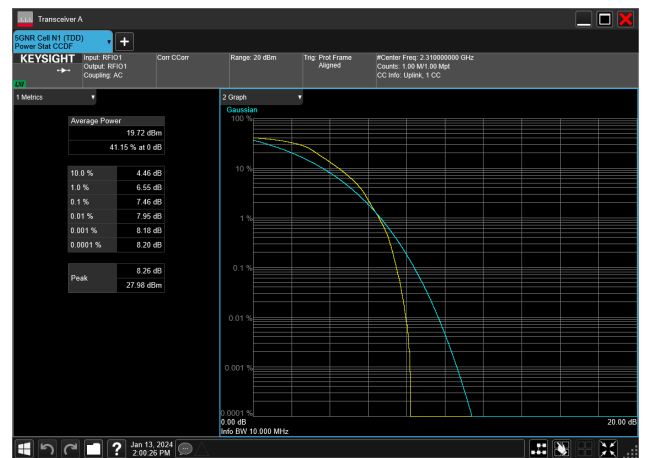 Transceiver A
5GNR Cell N1 (TDD)
Power Stat CCDF
KEYSIGHT
LXI
Input: RFIO1
Output: RFIO1
Coupling: AC
Corr CCorr
Range: 20 dBm
Trig: Prot Frame
Aligned
#Center Freq: 2.310000000 GHz
Counts: 1.00 M/1.00 Mpt
CC Info: Uplink, 1 CC
1 Metrics
Average Power
19.72 dBm
41.15 % at 0 dB
10.0 % 4.46 dB
1.0 % 6.55 dB
0.1 % 7.46 dB
0.01 % 7.95 dB
0.001 % 8.18 dB
0.0001 % 8.20 dB
Peak
8.26 dB
27.98 dBm
2 Graph
Gaussian
100 %
10 %
1 %
0.1 %
0.01 %
0.001 %
0.0001 %
0.00 dB
20.00 dB
Info BW 10.000 MHz
?
Jan 13, 2024
2:00:26 PM